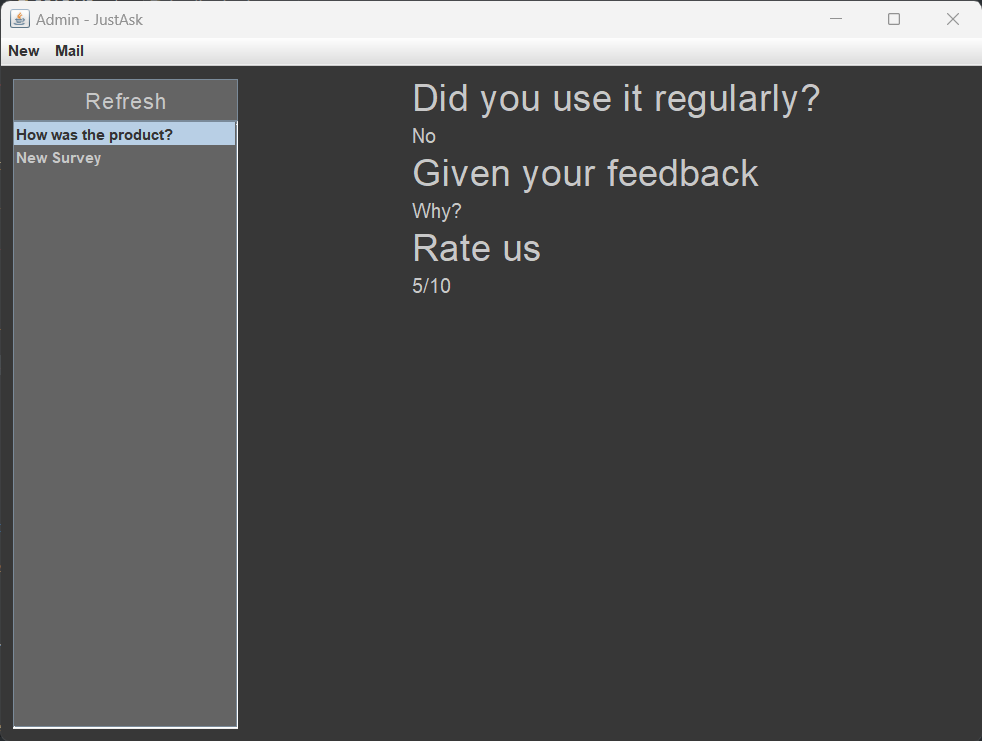 Admin - JustAsk
New Mail
Refresh
How was the product?
New Survey
Did you use it regularly?
No
Given your feedback
Why?
Rate us
5/10